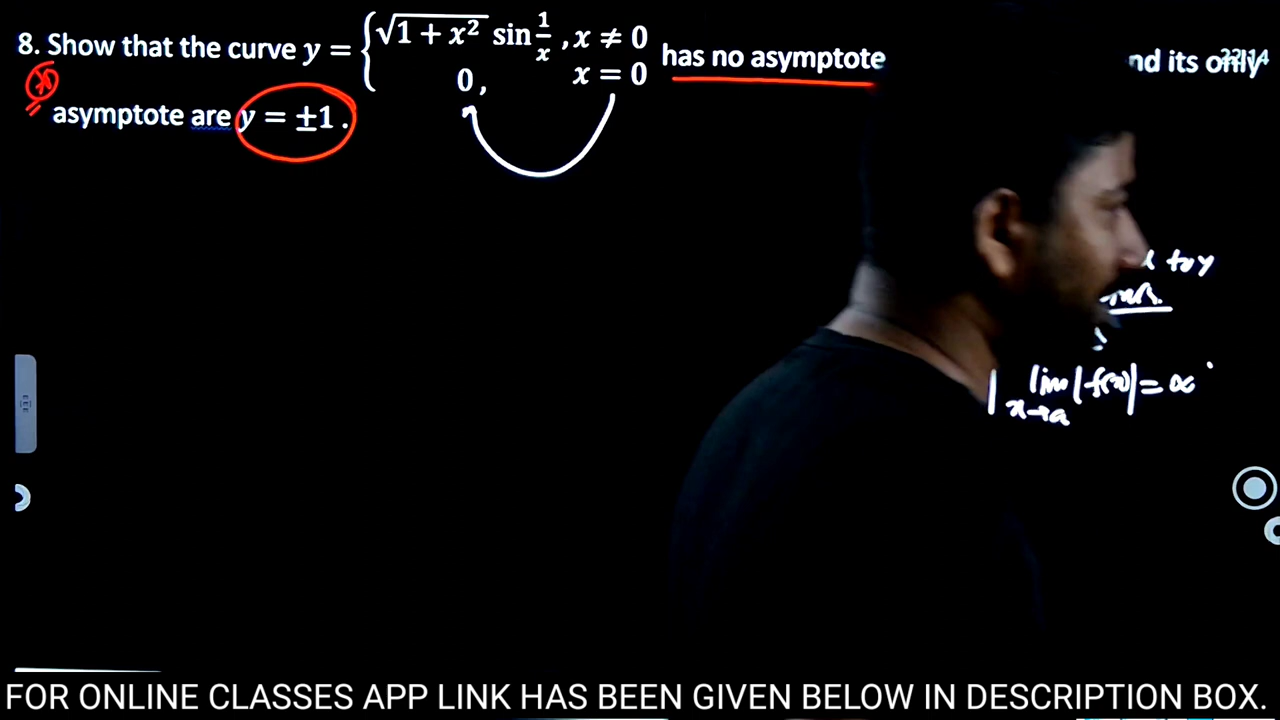 8. Show that the curve y = {√1 + x² sin 1/x , x ≠ 0 has no asymptote nd its only
0, x = 0
asymptote are y = ±1 .
lim |f(x)| = ∝
x→a
FOR ONLINE CLASSES APP LINK HAS BEEN GIVEN BELOW IN DESCRIPTION BOX.